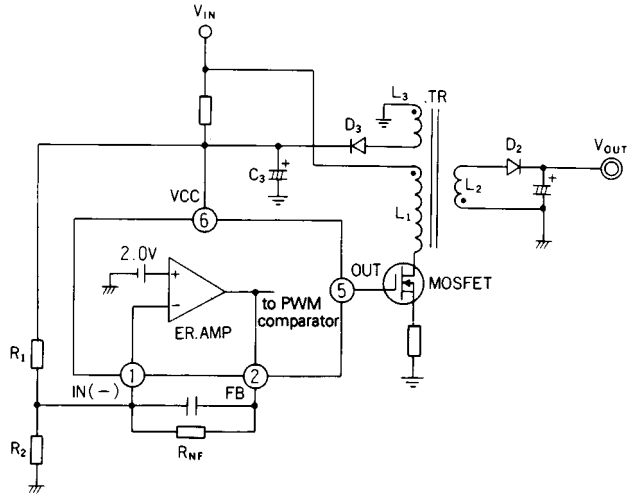 VIN
L3
TR
D3
D2
VOUT
+
C3
+
L2
VCC
6
L1
2.0V
+
−
OUT
5
MOSFET
ER.AMP
to PWM
comparator
R1
1
2
IN(−)
FB
R2
RNF